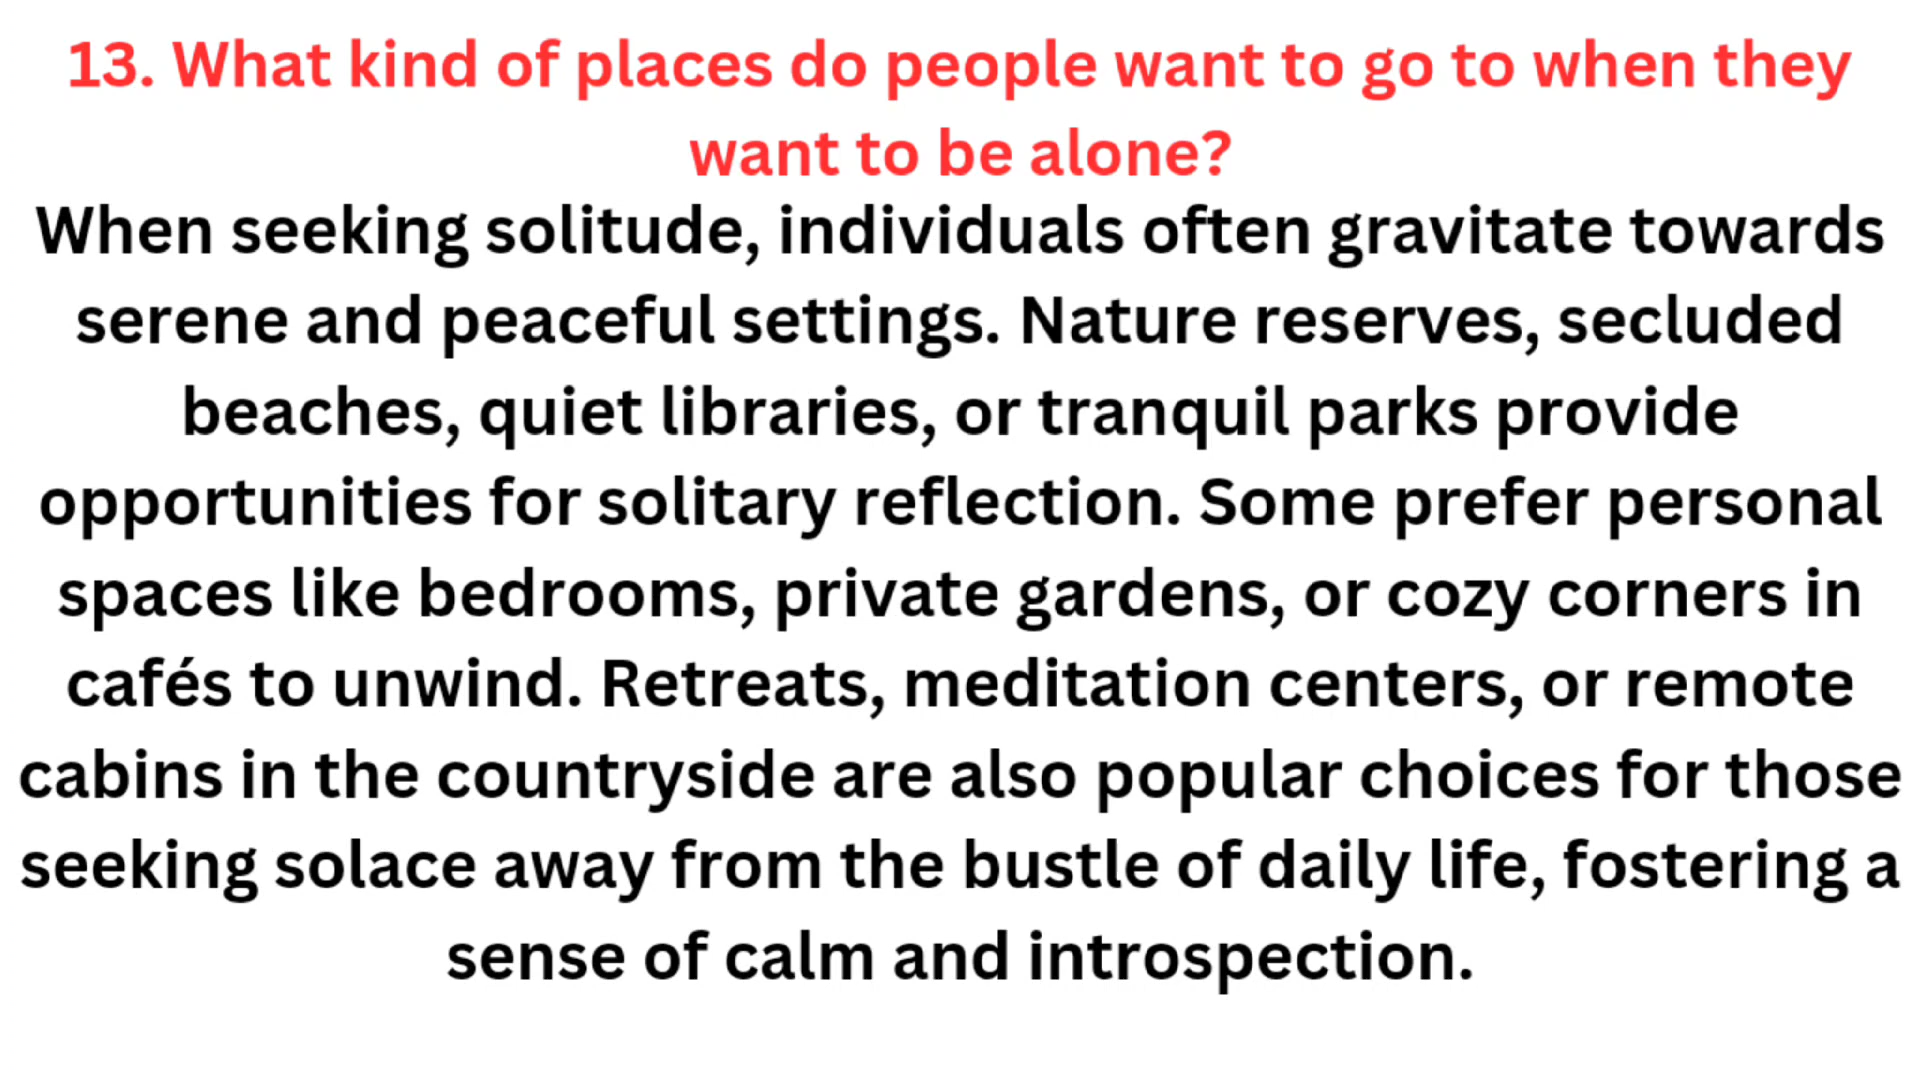 13. What kind of places do people want to go to when they
want to be alone?
When seeking solitude, individuals often gravitate towards
serene and peaceful settings. Nature reserves, secluded
beaches, quiet libraries, or tranquil parks provide
opportunities for solitary reflection. Some prefer personal
spaces like bedrooms, private gardens, or cozy corners in
cafés to unwind. Retreats, meditation centers, or remote
cabins in the countryside are also popular choices for those
seeking solace away from the bustle of daily life, fostering a
sense of calm and introspection.